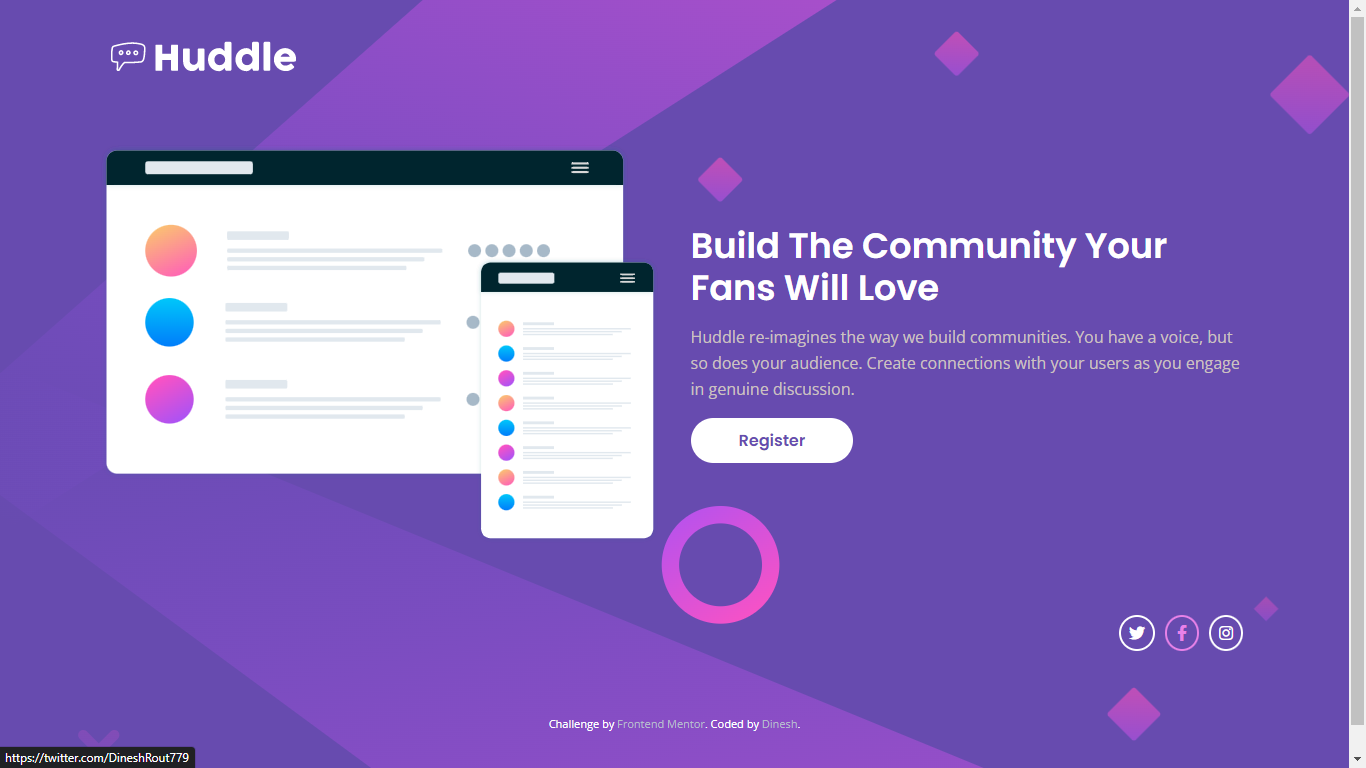 Huddle
Build The Community Your
Fans Will Love
Huddle re-imagines the way we build communities. You have a voice, but
so does your audience. Create connections with your users as you engage
in genuine discussion.
Register
Challenge by Frontend Mentor. Coded by Dinesh.
https://twitter.com/DineshRout779